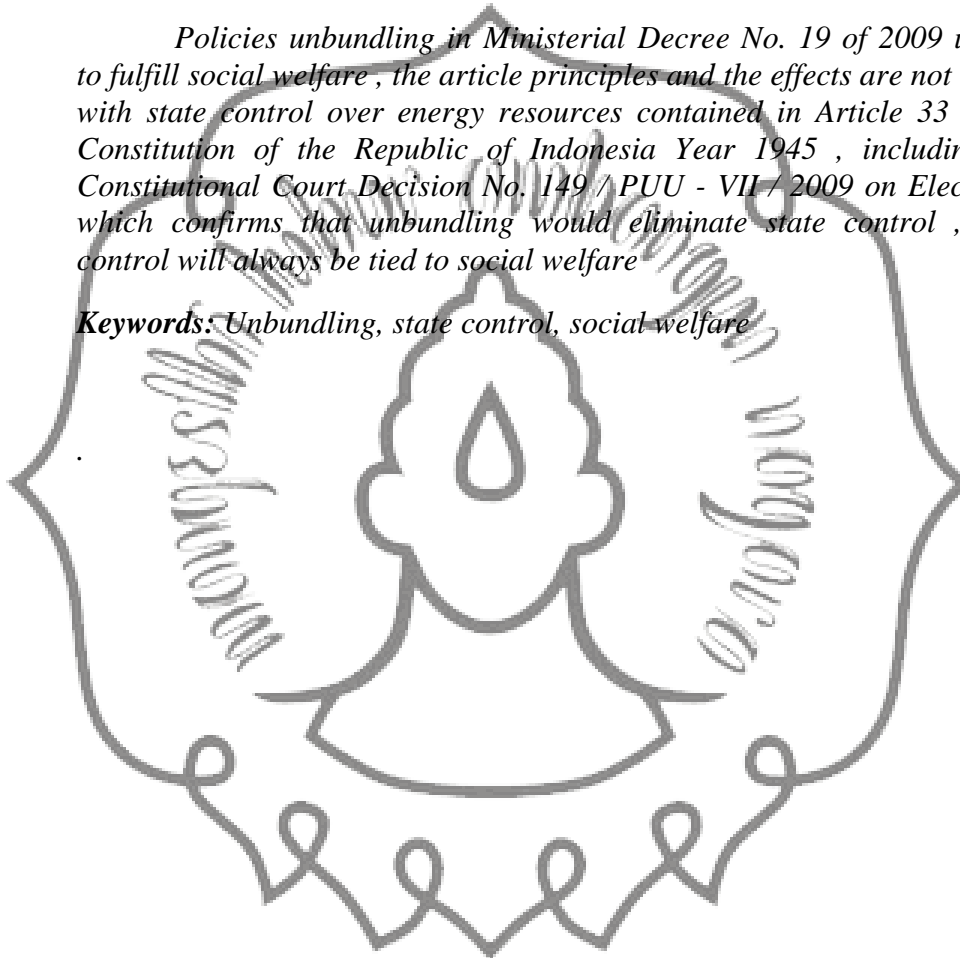 Policies unbundling in Ministerial Decree No. 19 of 2009
to fulfill social welfare , the article principles and the effects are not
with state control over energy resources contained in Article 33
Constitution of the Republic of Indonesia Year 1945 , includin
Constitutional Court Decision No. 149 / PUU - VII / 2009 on Elec
which confirms that unbundling would eliminate state control ,
control will always be tied to social welfare
Keywords: Unbundling, state control, social welfare
.